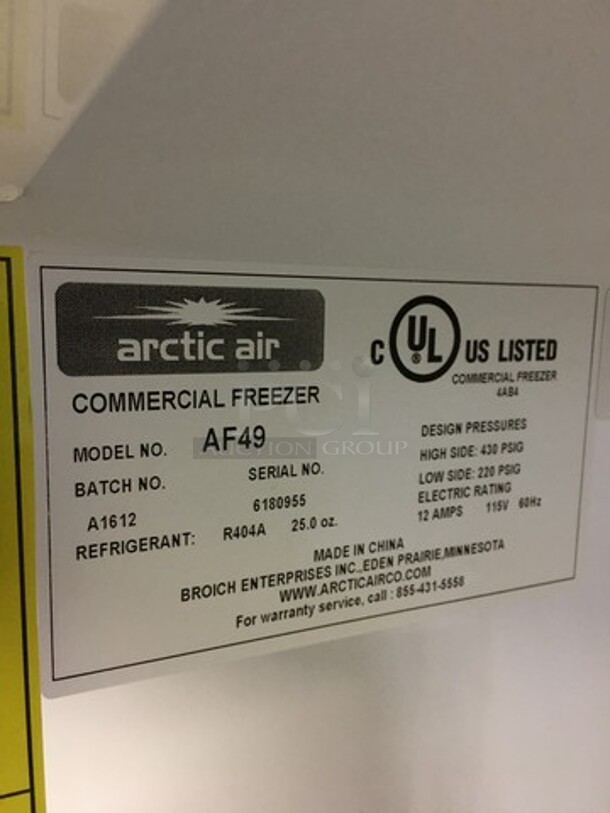 arctic air
C UL ® US LISTED
COMMERCIAL FREEZER
4AB4
COMMERCIAL FREEZER
MODEL NO. AF49
BATCH NO. SERIAL NO.
A1612 6180955
REFRIGERANT: R404A 25.0 oz.
DESIGN PRESSURES
HIGH SIDE: 430 PSIG
LOW SIDE: 220 PSIG
ELECTRIC RATING
12 AMPS 115V 60Hz
MADE IN CHINA
BROICH ENTERPRISES INC.,EDEN PRAIRIE,MINNESOTA
WWW.ARCTICAIRCO.COM
For warranty service, call : 855-431-5558
PCI
AUCTION GROUP